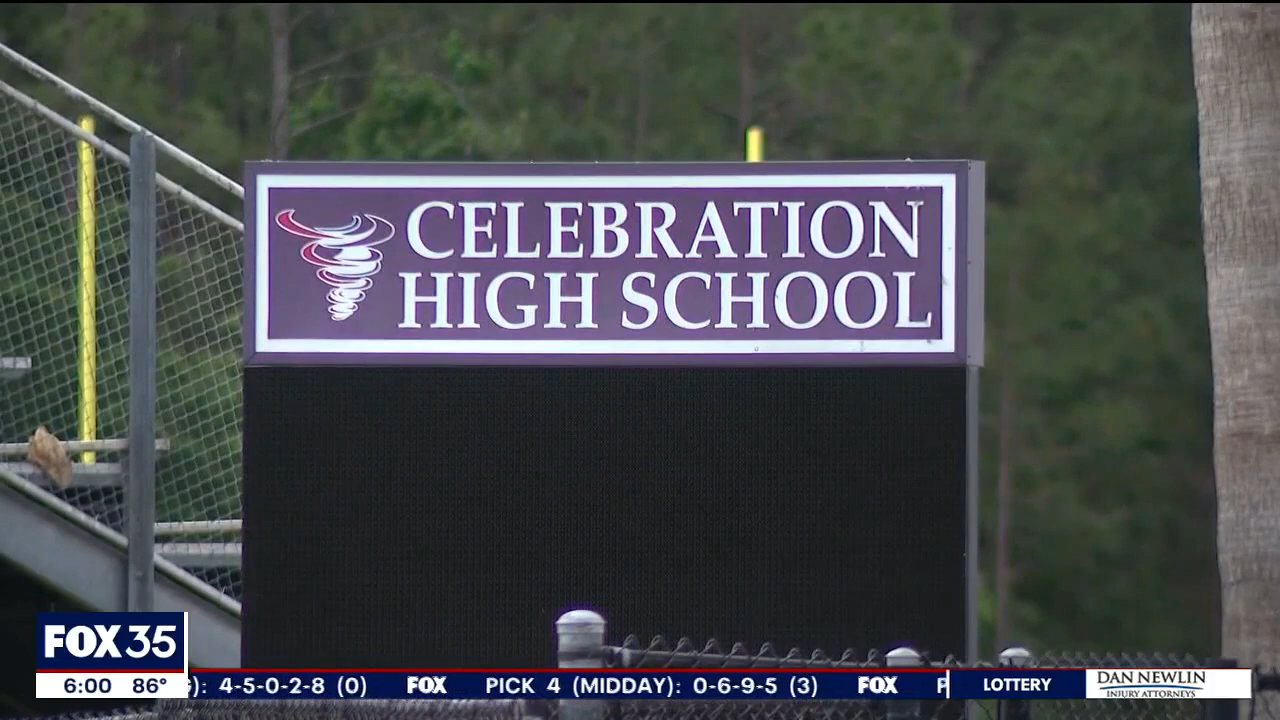 CELEBRATION
HIGH SCHOOL
FOX 35
6:00 86°
): 4-5-0-2-8 (0) FOX PICK 4 (MIDDAY): 0-6-9-5 (3) FOX
LOTTERY
DAN NEWLIN
INJURY ATTORNEYS